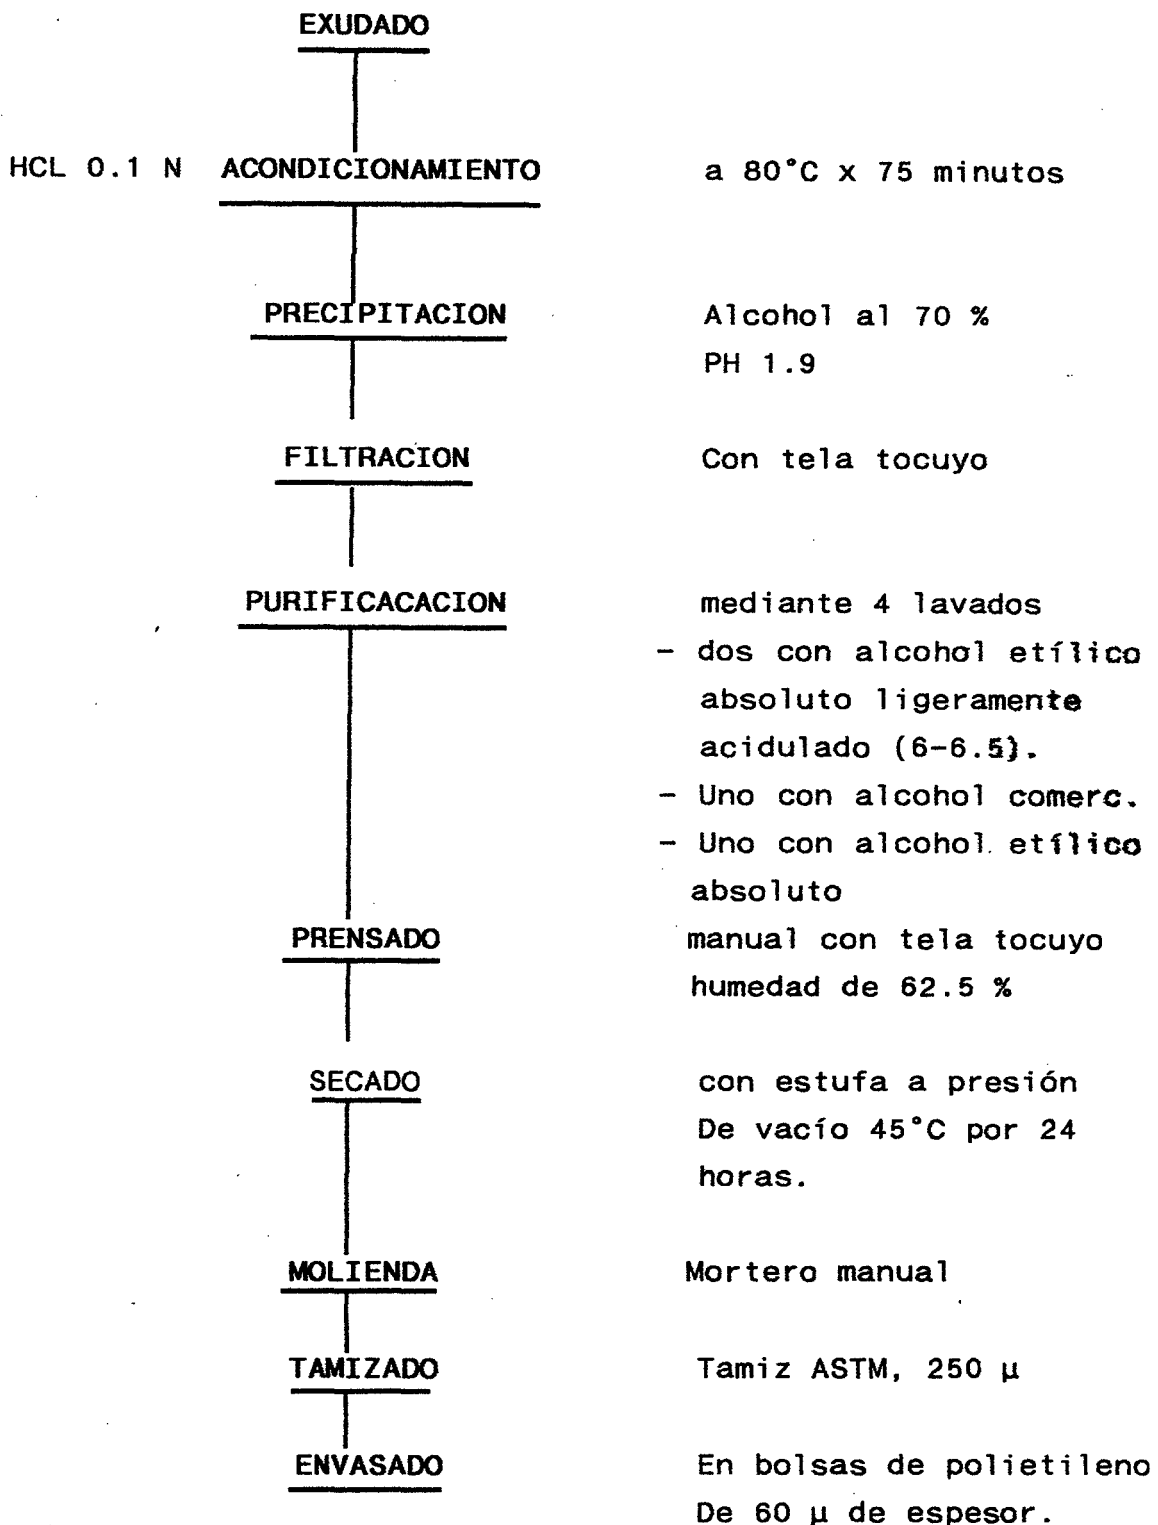 EXUDADO
HCL 0.1 N ACONDICIONAMIENTO a 80°C x 75 minutos
PRECIPITACION Alcohol al 70 %
PH 1.9
FILTRACION Con tela tocuyo
PURIFICACACION mediante 4 lavados
- dos con alcohol etílico
absoluto ligeramente
acidulado (6-6.5).
- Uno con alcohol comerc.
- Uno con alcohol etílico
absoluto
PRENSADO manual con tela tocuyo
humedad de 62.5 %
SECADO con estufa a presión
De vacío 45°C por 24
horas.
MOLIENDA Mortero manual
TAMIZADO Tamiz ASTM, 250 µ
ENVASADO En bolsas de polietileno
De 60 µ de espesor.